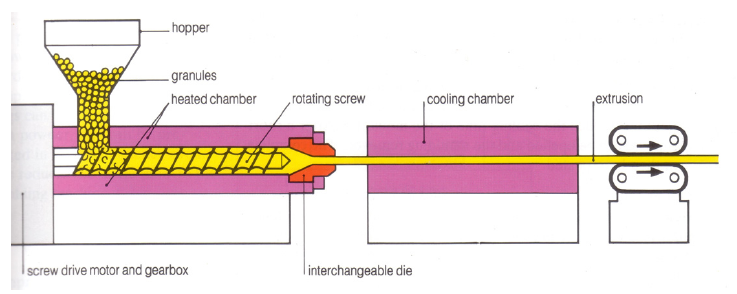 hopper
granules
heated chamber
rotating screw
cooling chamber
extrusion
screw drive motor and gearbox
interchangeable die